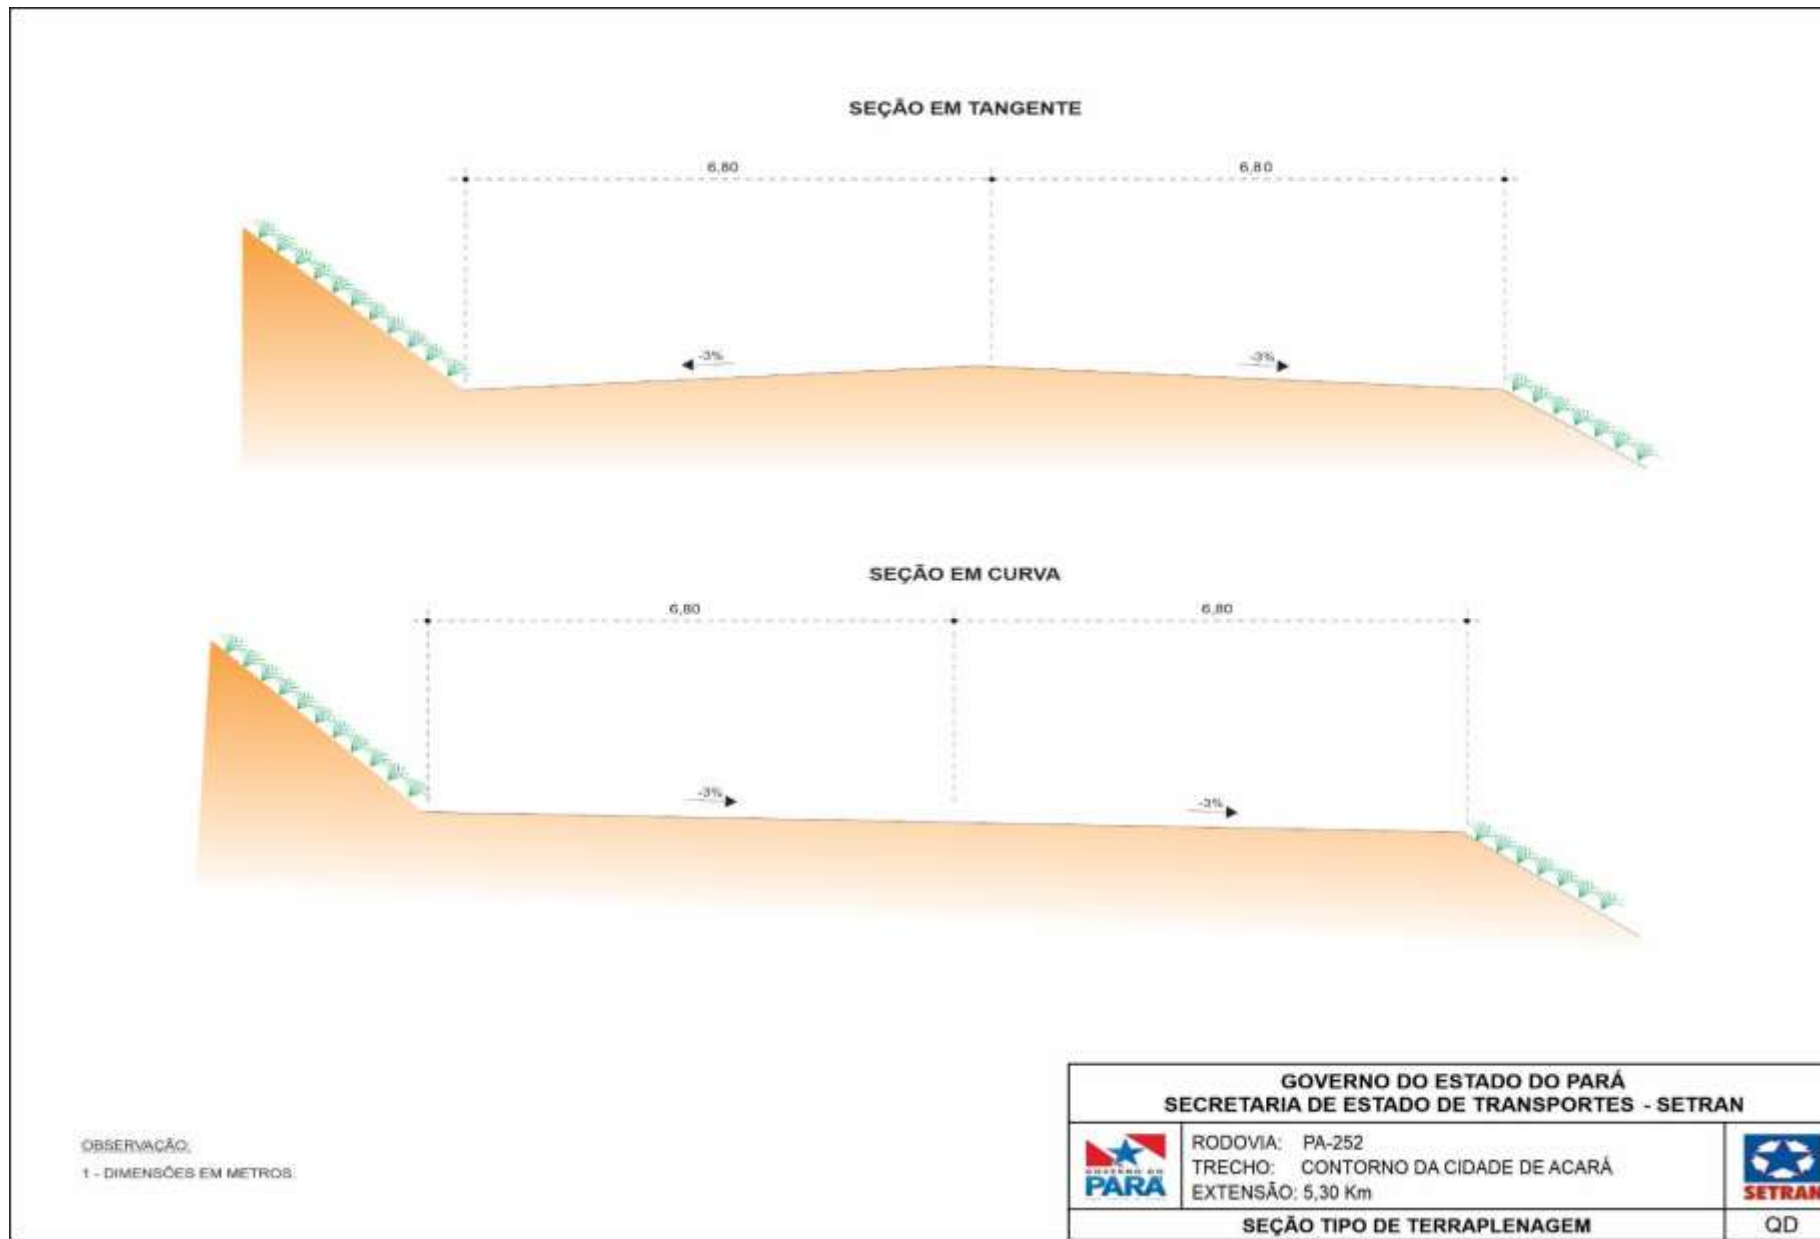 SEÇÃO EM TANGENTE
6,80 6,80
-3% -3%
SEÇÃO EM CURVA
6,80 6,80
-3% -3%
OBSERVAÇÃO:
1 - DIMENSÕES EM METROS.
GOVERNO DO ESTADO DO PARÁ
SECRETARIA DE ESTADO DE TRANSPORTES - SETRAN
GOVERNO DO
PARÁ
RODOVIA: PA-252
TRECHO: CONTORNO DA CIDADE DE ACARÁ
EXTENSÃO: 5,30 Km
SETRAN
SEÇÃO TIPO DE TERRAPLENAGEM QD